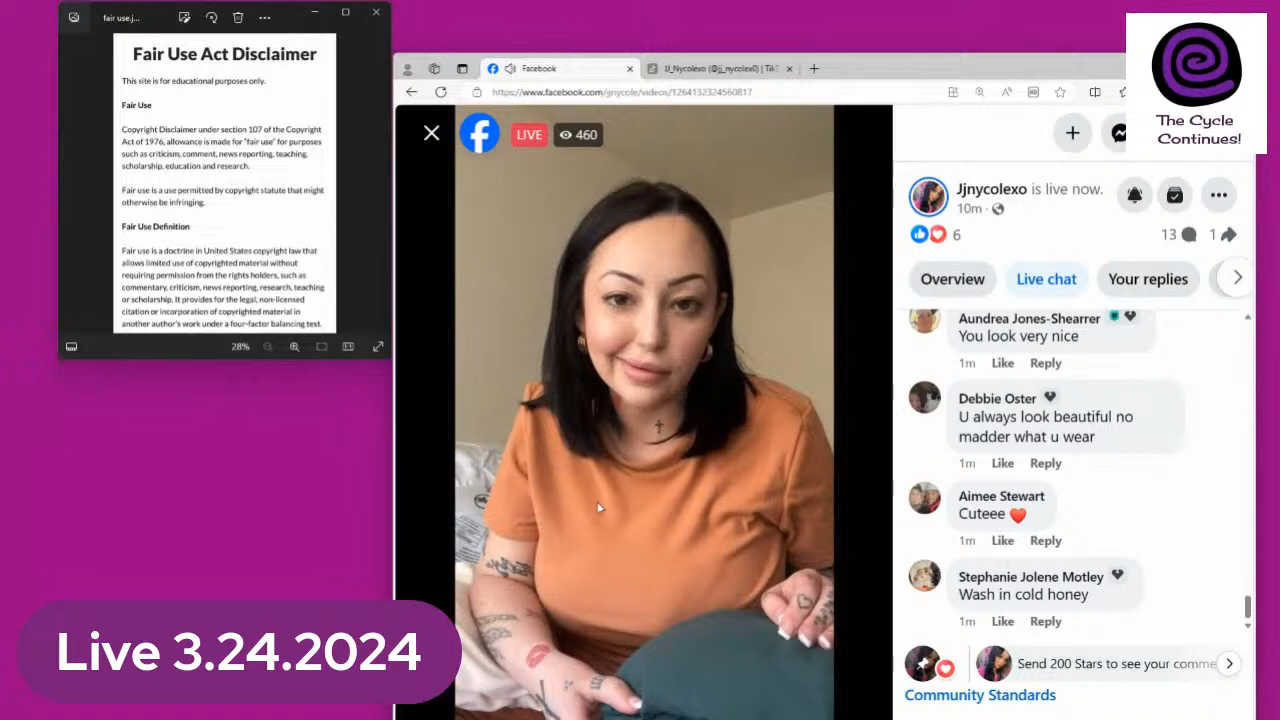 fair use.j...
Fair Use Act Disclaimer
This site is for educational purposes only.
Fair Use
Copyright Disclaimer under section 107 of the Copyright
Act of 1976, allowance is made for "fair use" for purposes
such as criticism, comment, news reporting, teaching,
scholarship, education and research.
Fair use is a use permitted by copyright statute that might
otherwise be infringing.
Fair Use Definition
Fair use is a doctrine in United States copyright law that
allows limited use of copyrighted material without
requiring permission from the rights holders, such as
commentary, criticism, news reporting, research, teaching
or scholarship. It provides for the legal, non-licensed
citation or incorporation of copyrighted material in
another author's work under a four-factor balancing test.
28%
Facebook
JJ_Nycolexo (@jj_nycolex0) | Tik
https://www.facebook.com/jjnycole/videos/1264132324560817
The Cycle
Continues!
LIVE
460
Jjnycolexo is live now.
10m
6
13
1
Overview
Live chat
Your replies
Aundrea Jones-Shearrer
You look very nice
1m Like Reply
Debbie Oster
U always look beautiful no
madder what u wear
1m Like Reply
Aimee Stewart
Cuteee
1m Like Reply
Stephanie Jolene Motley
Wash in cold honey
1m Like Reply
Send 200 Stars to see your comme
Community Standards
Live 3.24.2024